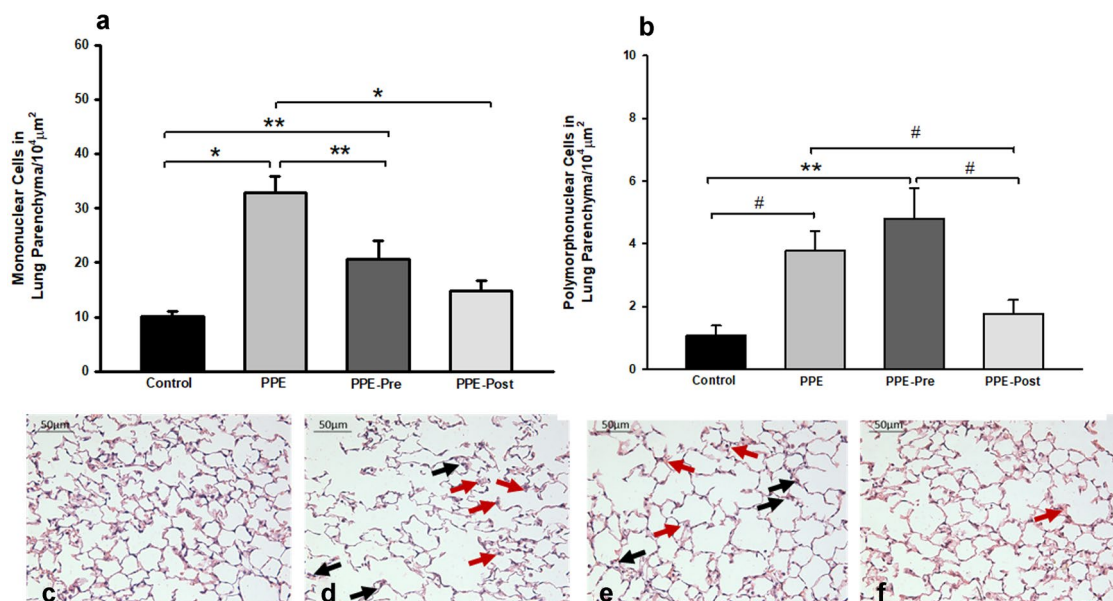 a
Mononuclear Cells in
Lung Parenchyma/10⁴µm²
60
50
40
30
20
10
0
*
**
*
**
Control
PPE
PPE-Pre
PPE-Post
b
Polymorphonuclear Cells in
Lung Parenchyma/10⁴µm²
10
8
6
4
2
0
#
**
#
#
Control
PPE
PPE-Pre
PPE-Post
50µm
c
50µm
d
50µm
e
50µm
f